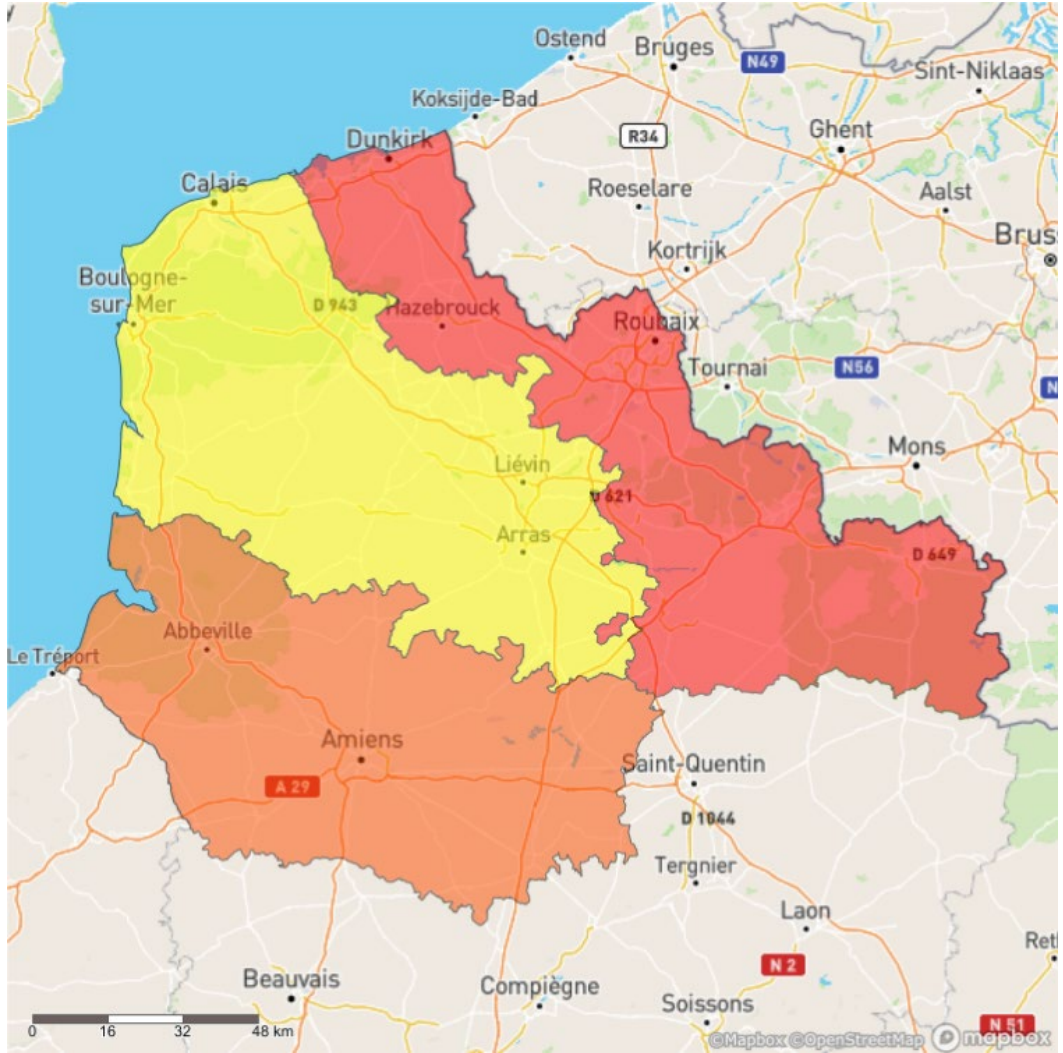 Ostend
Bruges
N49
Sint-Niklaas
Koksijde-Bad
R34
Ghent
Dunkirk
Calais
Roeselare
Aalst
Kortrijk
Bruss
Boulogne-
sur-Mer
D 943
Hazebrouck
Roubaix
Tournai
N56
N
Mons
Liévin
D 621
Arras
D 649
Abbeville
Le Tréport
Amiens
A 29
Saint-Quentin
D 1044
Tergnier
Laon
Reth
N 2
Beauvais
Compiègne
Soissons
N 51
0 16 32 48 km
©Mapbox ©OpenStreetMap mapbox